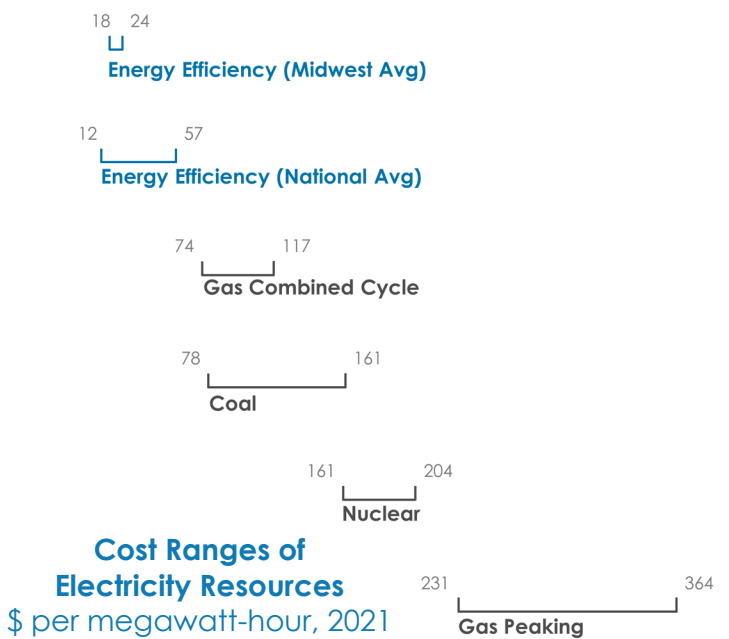 18 24
Energy Efficiency (Midwest Avg)
12 57
Energy Efficiency (National Avg)
74 117
Gas Combined Cycle
78 161
Coal
161 204
Nuclear
Cost Ranges of
Electricity Resources
$ per megawatt-hour, 2021
231 364
Gas Peaking